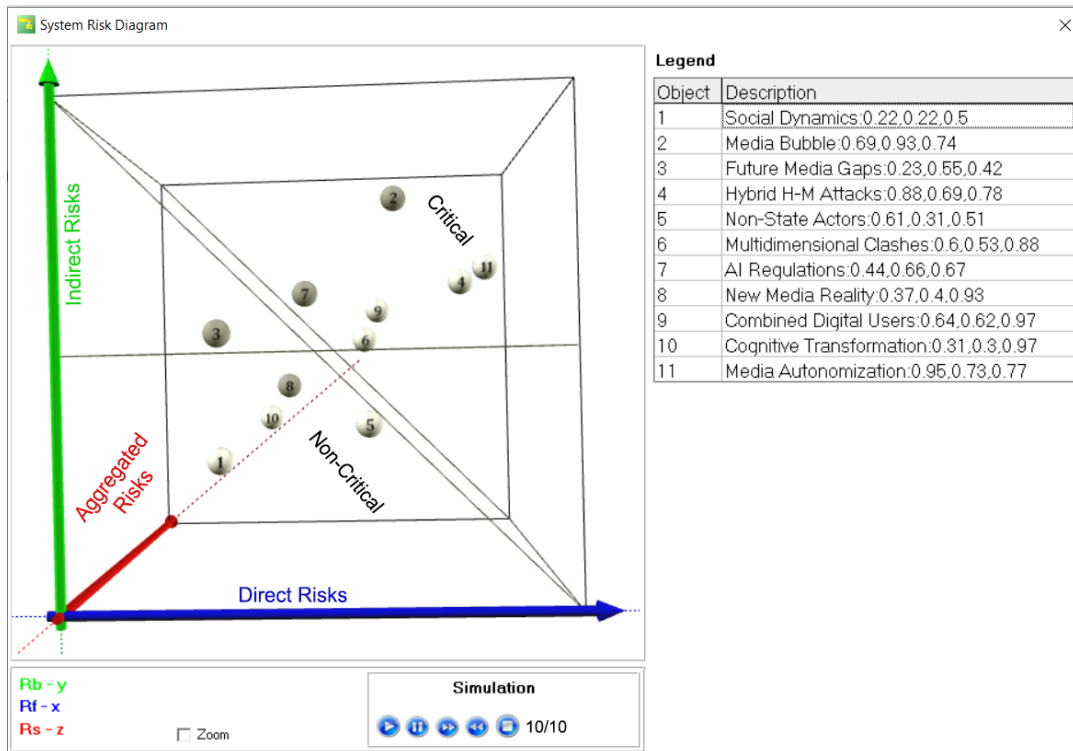 System Risk Diagram
Legend
Object Description
1 Social Dynamics:0.22,0.22,0.5
2 Media Bubble:0.69,0.93,0.74
3 Future Media Gaps:0.23,0.55,0.42
4 Hybrid H-M Attacks:0.88,0.69,0.78
5 Non-State Actors:0.61,0.31,0.51
6 Multidimensional Clashes:0.6,0.53,0.88
7 AI Regulations:0.44,0.66,0.67
8 New Media Reality:0.37,0.4,0.93
9 Combined Digital Users:0.64,0.62,0.97
10 Cognitive Transformation:0.31,0.3,0.97
11 Media Autonomization:0.95,0.73,0.77
Indirect Risks
2
Critical
11
4
7
9
3
6
8
10
5
1
Non-Critical
Aggregated
Risks
Direct Risks
Rb - y
Rf - x
Rs - z
Zoom
Simulation
10/10